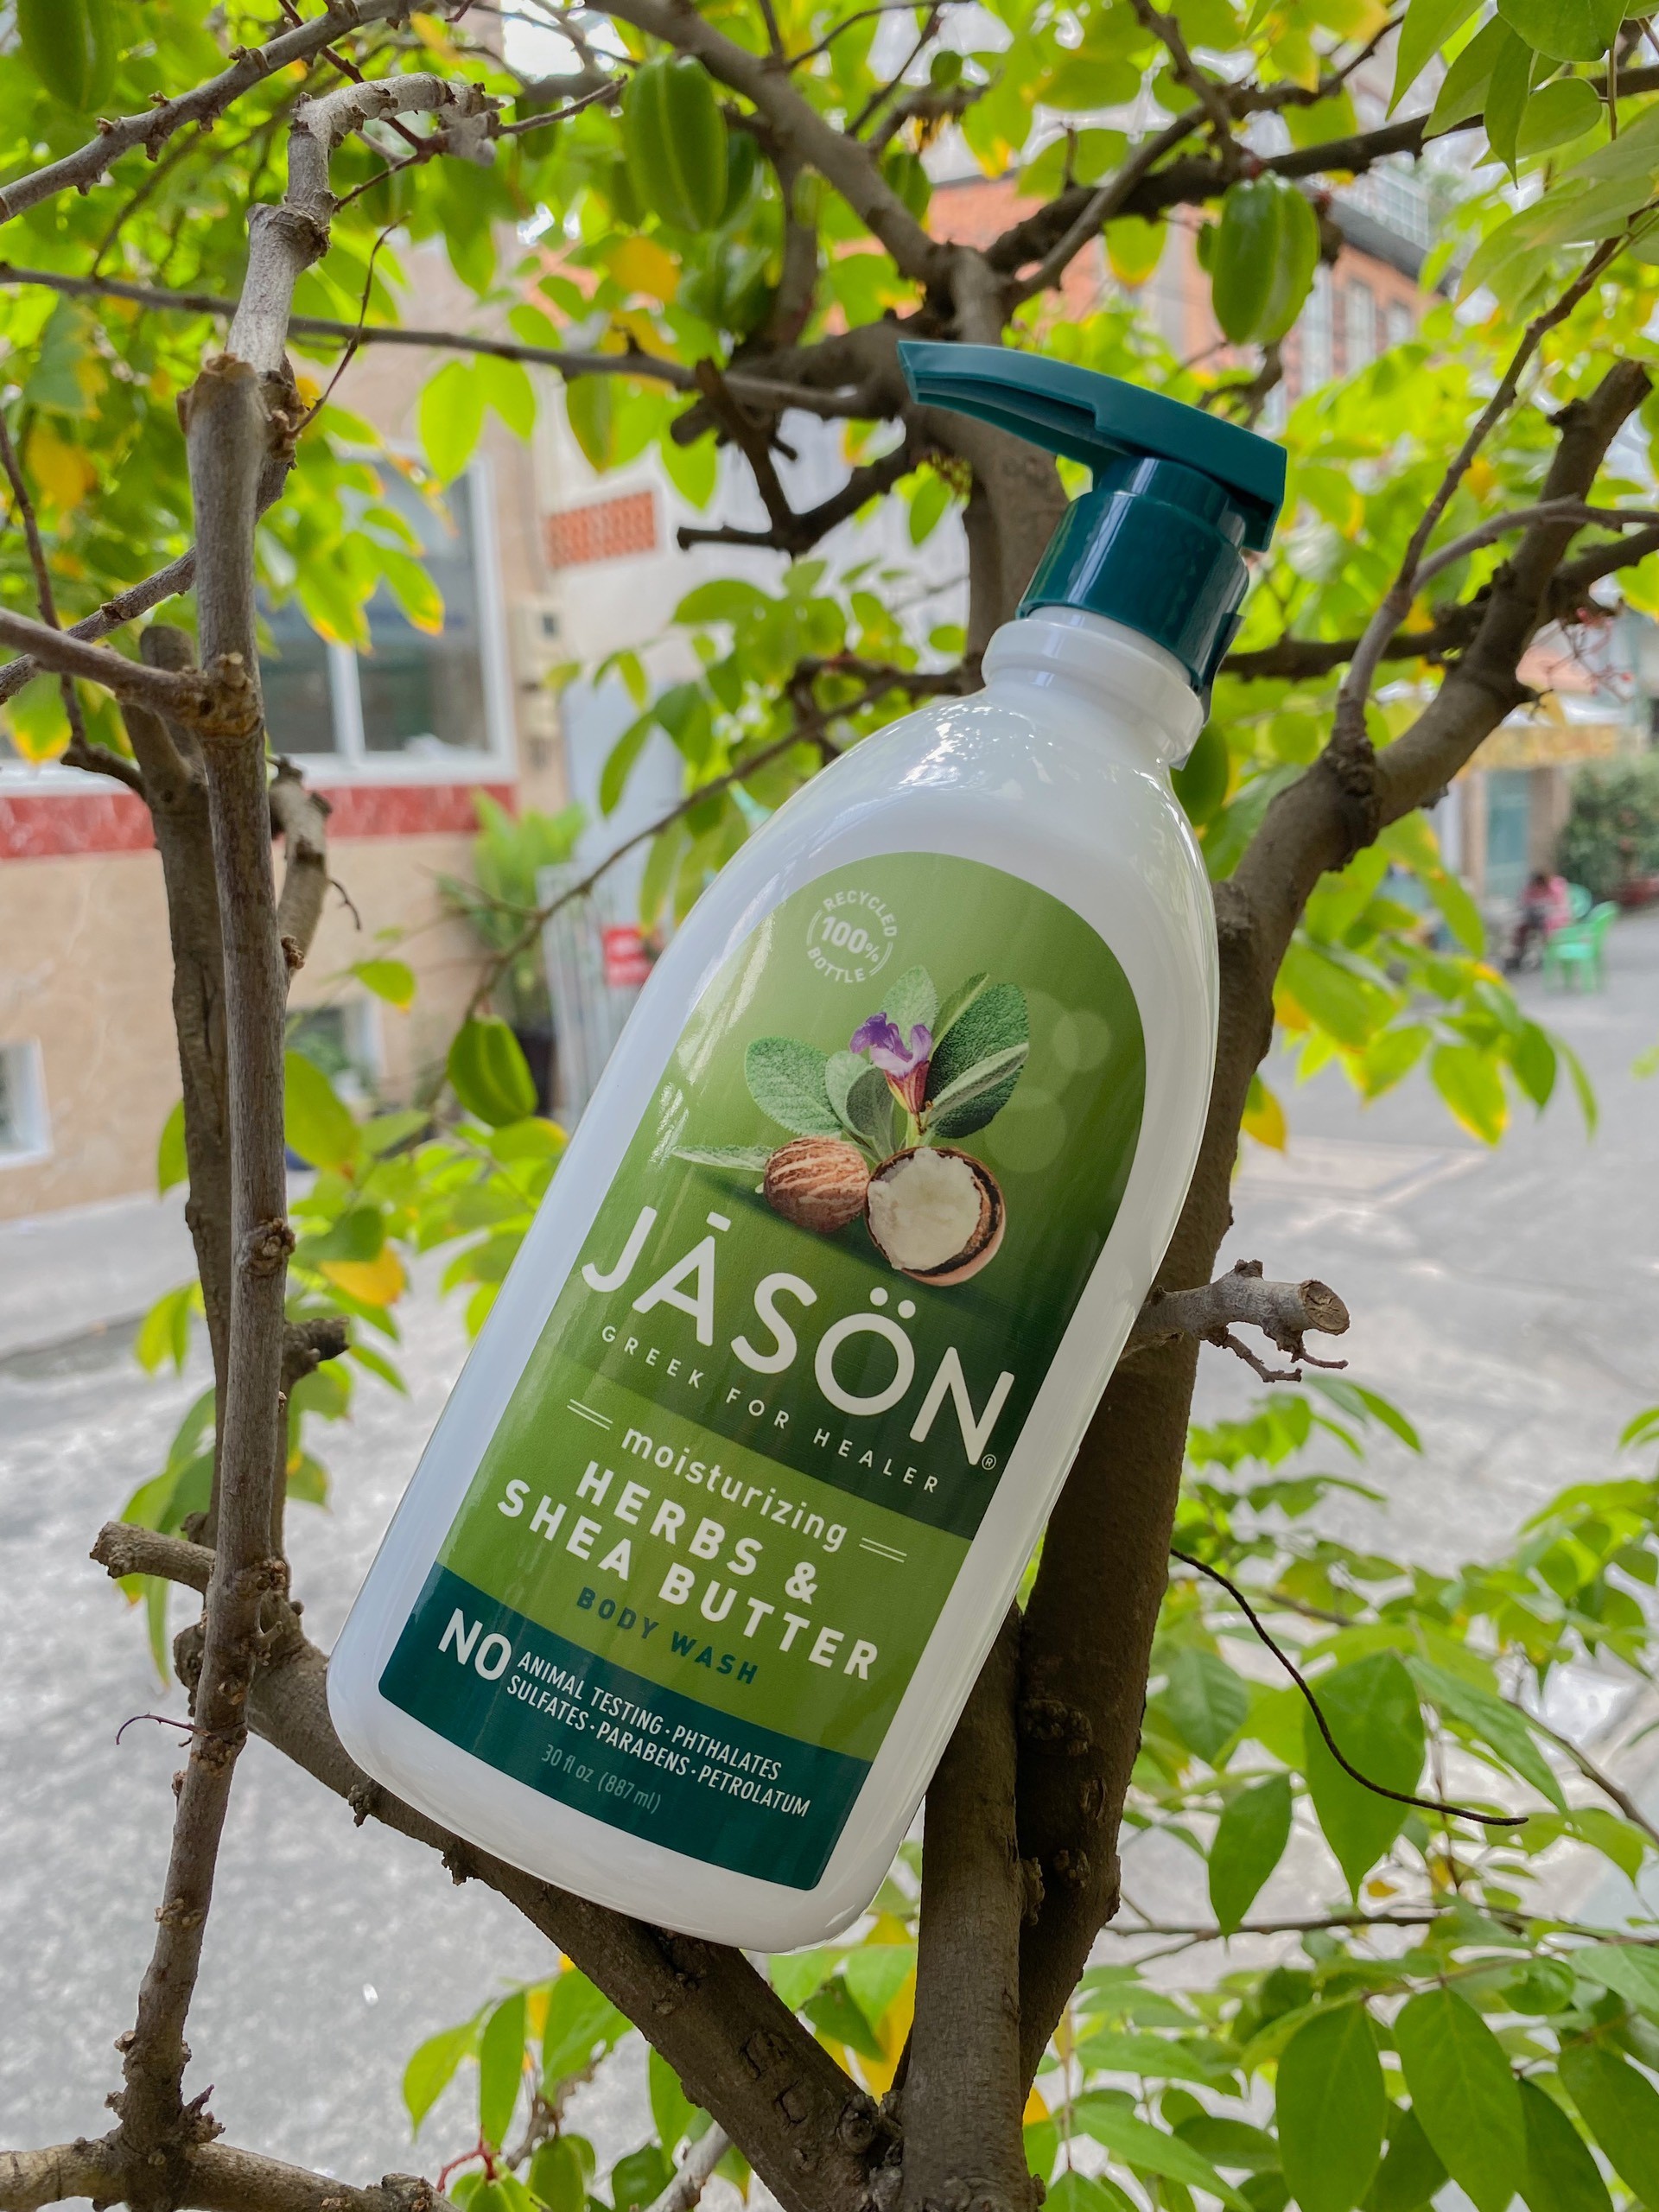 RECYCLED
100%
BOTTLE
JĀSÖN®
GREEK FOR HEALER
moisturizing
HERBS &
SHEA BUTTER
BODY WASH
NO ANIMAL TESTING · PHTHALATES
SULFATES · PARABENS · PETROLATUM
30 fl oz (887 ml)